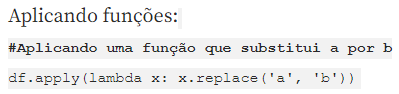 Aplicando funções:
#Aplicando uma função que substitui a por b
df.apply(lambda x: x.replace('a', 'b'))